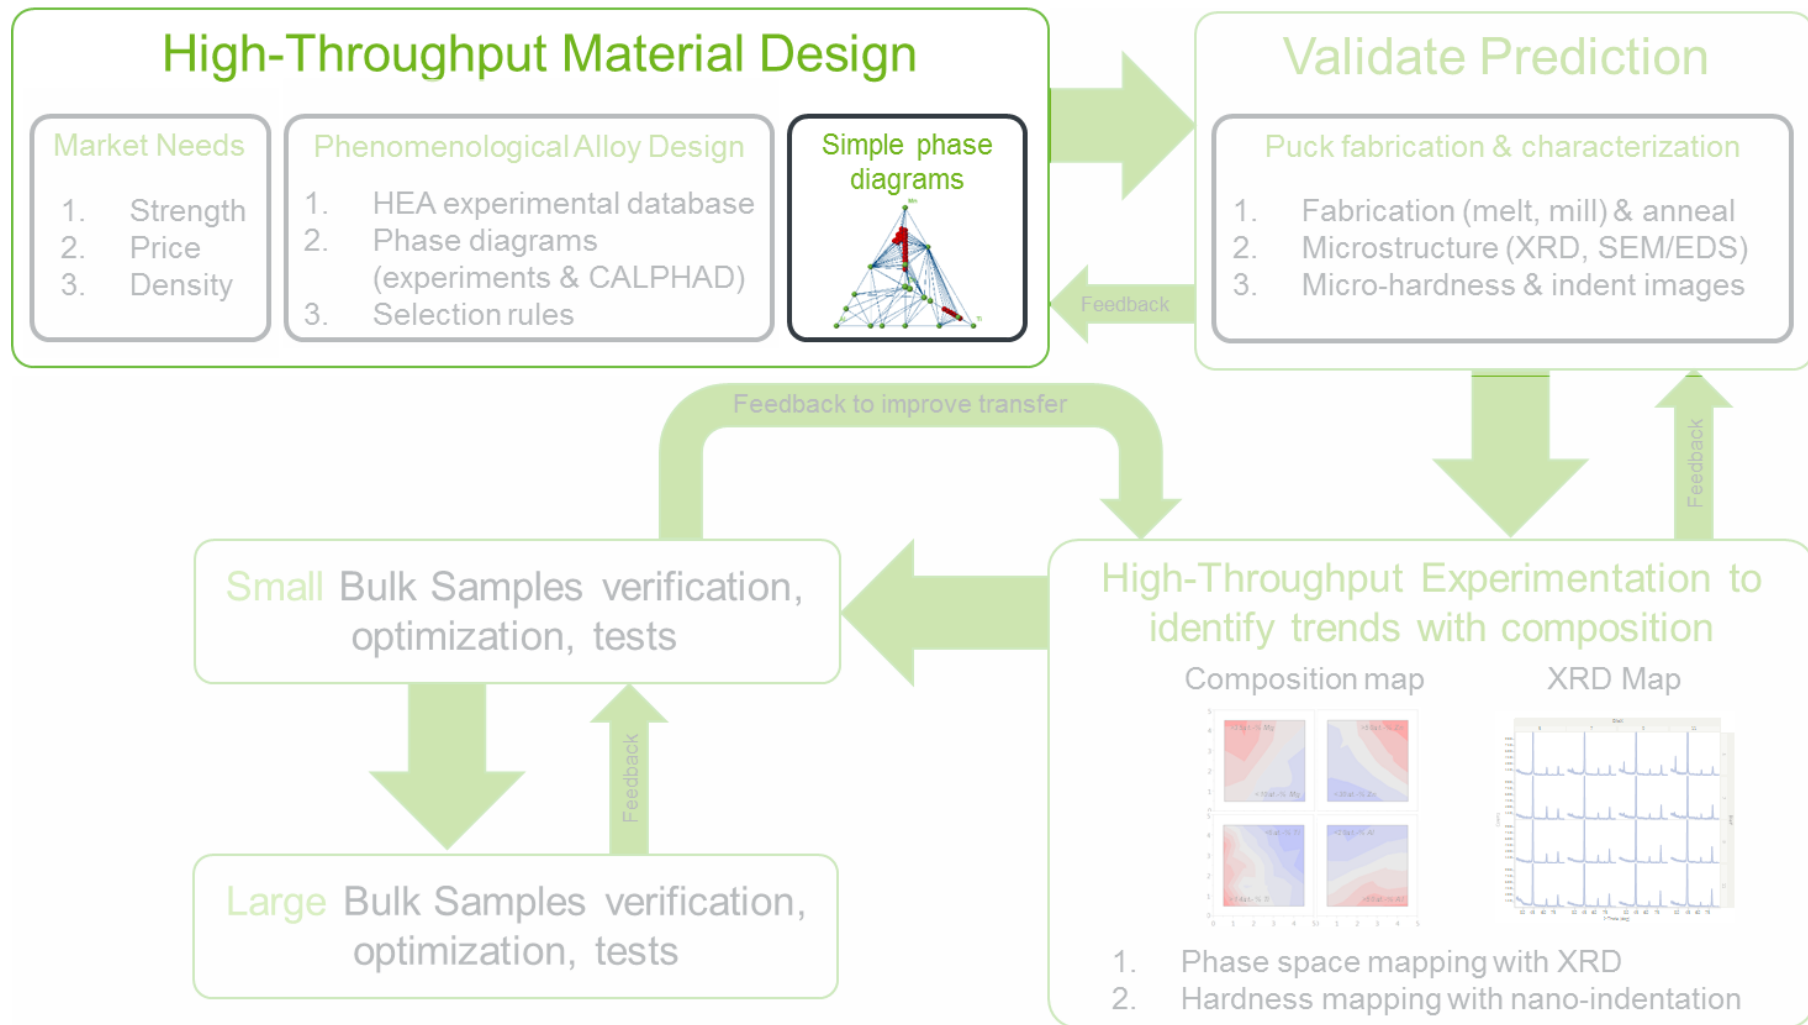 High-Throughput Material Design
Market Needs
1. Strength
2. Price
3. Density
Phenomenological Alloy Design
1. HEA experimental database
2. Phase diagrams
(experiments & CALPHAD)
3. Selection rules
Simple phase
diagrams
Validate Prediction
Puck fabrication & characterization
1. Fabrication (melt, mill) & anneal
2. Microstructure (XRD, SEM/EDS)
3. Micro-hardness & indent images
Feedback
Feedback
Feedback to improve transfer
High-Throughput Experimentation to
identify trends with composition
Composition map
XRD Map
1. Phase space mapping with XRD
2. Hardness mapping with nano-indentation
Small Bulk Samples verification,
optimization, tests
Feedback
Large Bulk Samples verification,
optimization, tests